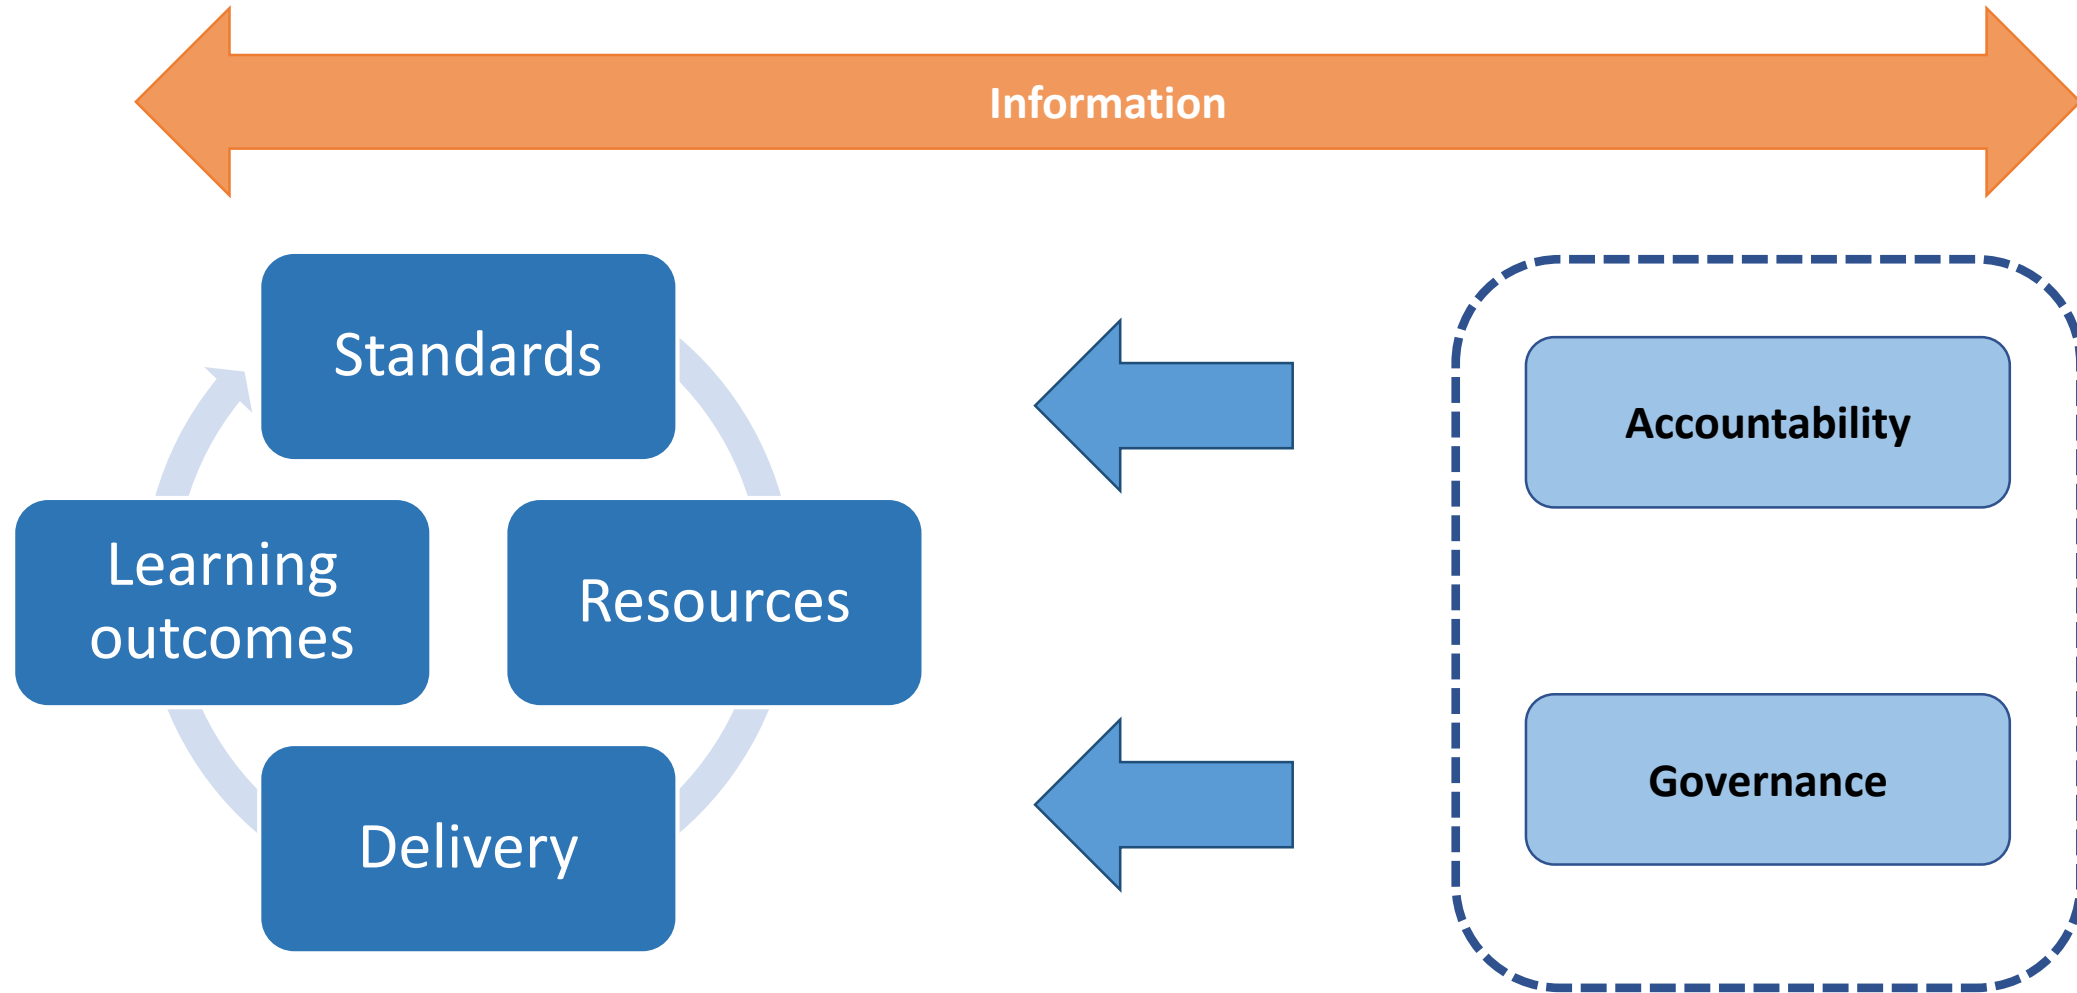 Information
Standards
Accountability
Learning
outcomes
Resources
Governance
Delivery